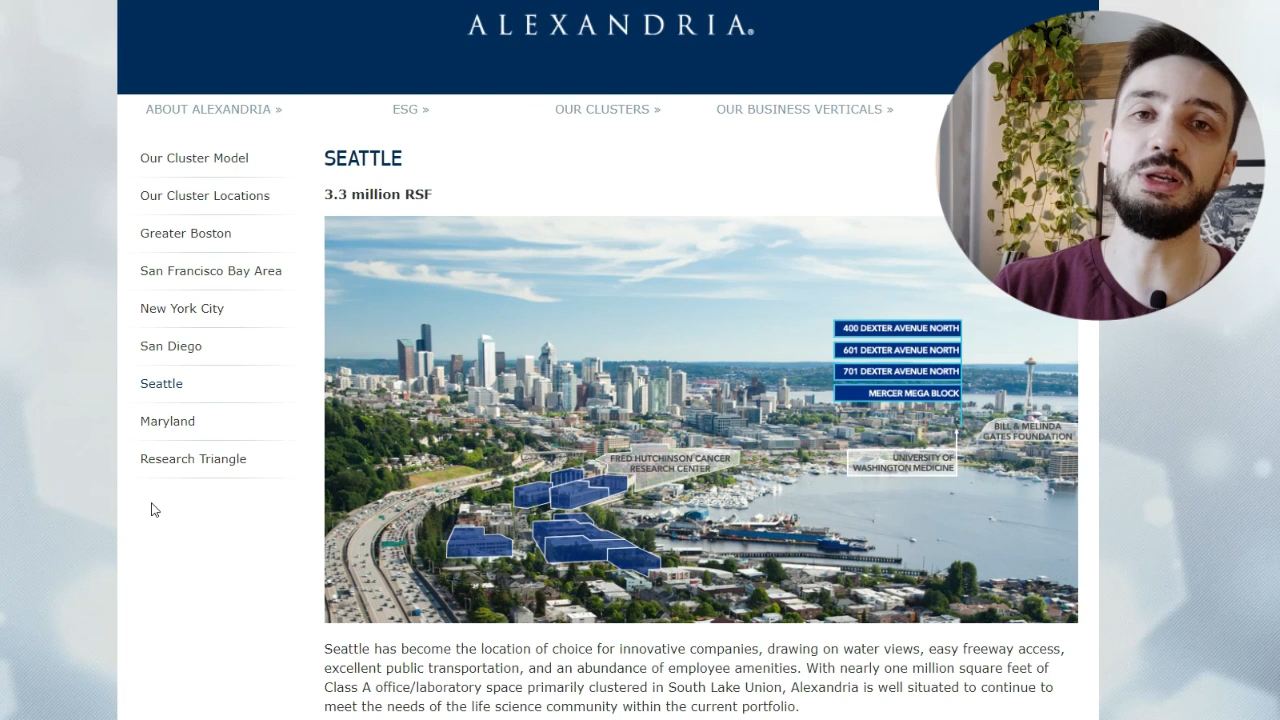 ALEXANDRIA®
ABOUT ALEXANDRIA »
ESG »
OUR CLUSTERS »
OUR BUSINESS VERTICALS »
Our Cluster Model
Our Cluster Locations
Greater Boston
San Francisco Bay Area
New York City
San Diego
Seattle
Maryland
Research Triangle
SEATTLE
3.3 million RSF
400 DEXTER AVENUE NORTH
601 DEXTER AVENUE NORTH
701 DEXTER AVENUE NORTH
MERCER MEGA BLOCK
BILL & MELINDA
GATES FOUNDATION
UNIVERSITY OF
WASHINGTON MEDICINE
FRED HUTCHINSON CANCER
RESEARCH CENTER
Seattle has become the location of choice for innovative companies, drawing on water views, easy freeway access,
excellent public transportation, and an abundance of employee amenities. With nearly one million square feet of
Class A office/laboratory space primarily clustered in South Lake Union, Alexandria is well situated to continue to
meet the needs of the life science community within the current portfolio.